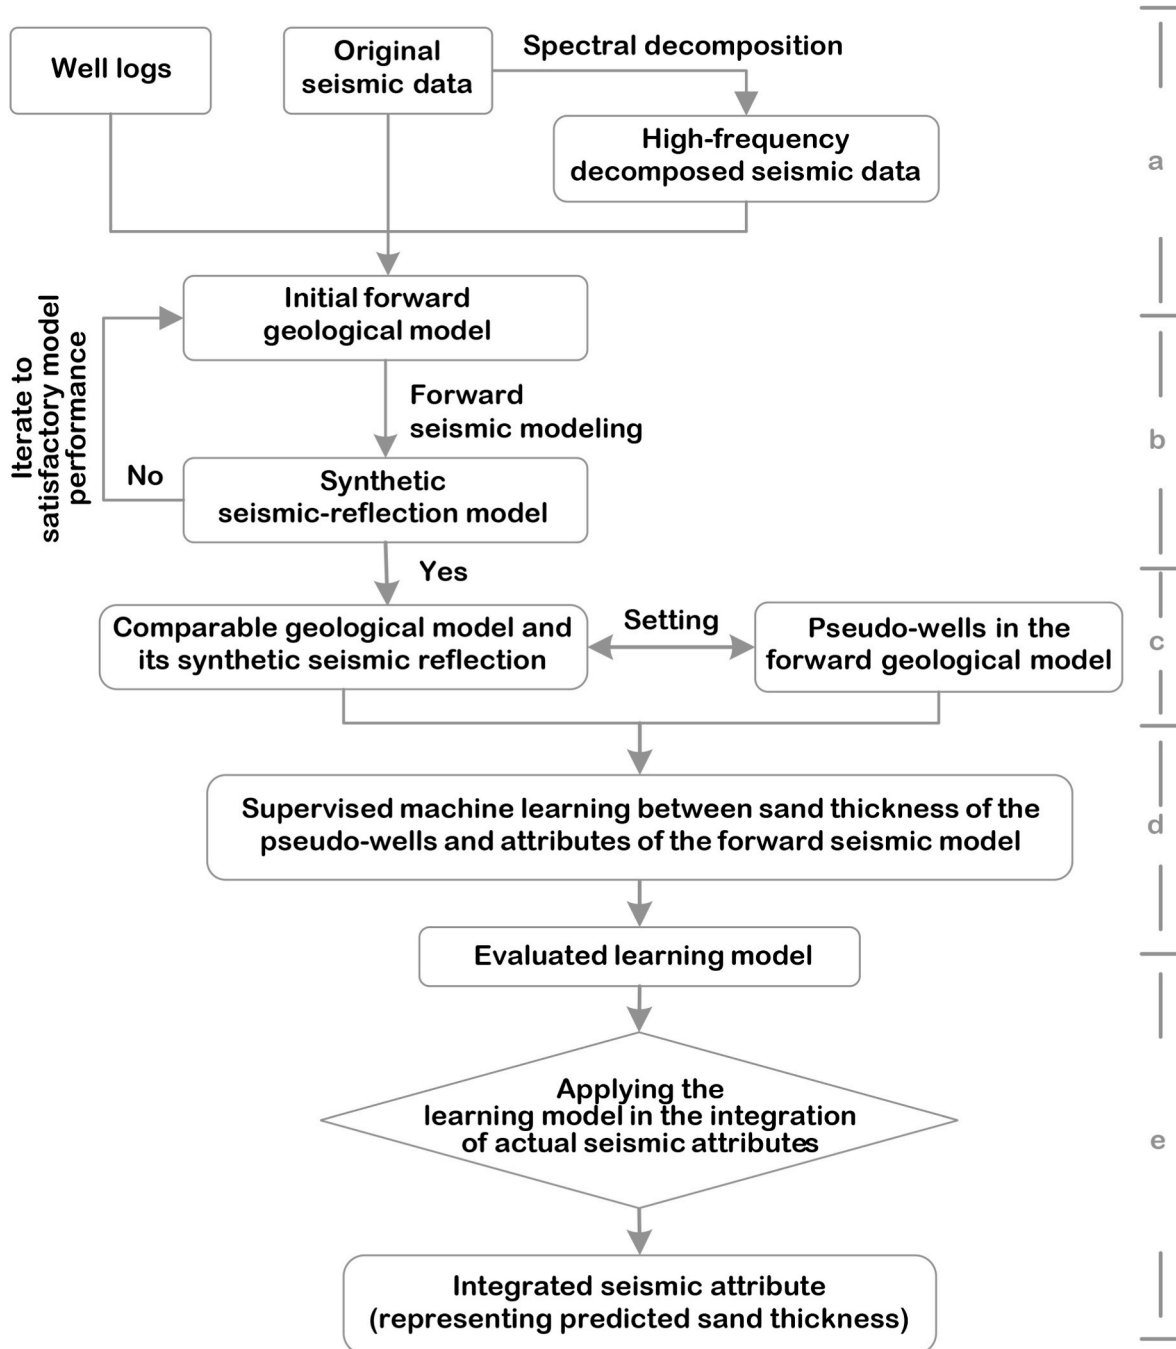 Well logs
Original
seismic data
Spectral decomposition
High-frequency
decomposed seismic data
a
Initial forward
geological model
Iterate to
satisfactory model
performance
Forward
seismic modeling
b
No
Synthetic
seismic-reflection model
Yes
Comparable geological model and
its synthetic seismic reflection
Setting
Pseudo-wells in the
forward geological model
c
Supervised machine learning between sand thickness of the
pseudo-wells and attributes of the forward seismic model
d
Evaluated learning model
Applying the
learning model in the integration
of actual seismic attributes
e
Integrated seismic attribute
(representing predicted sand thickness)